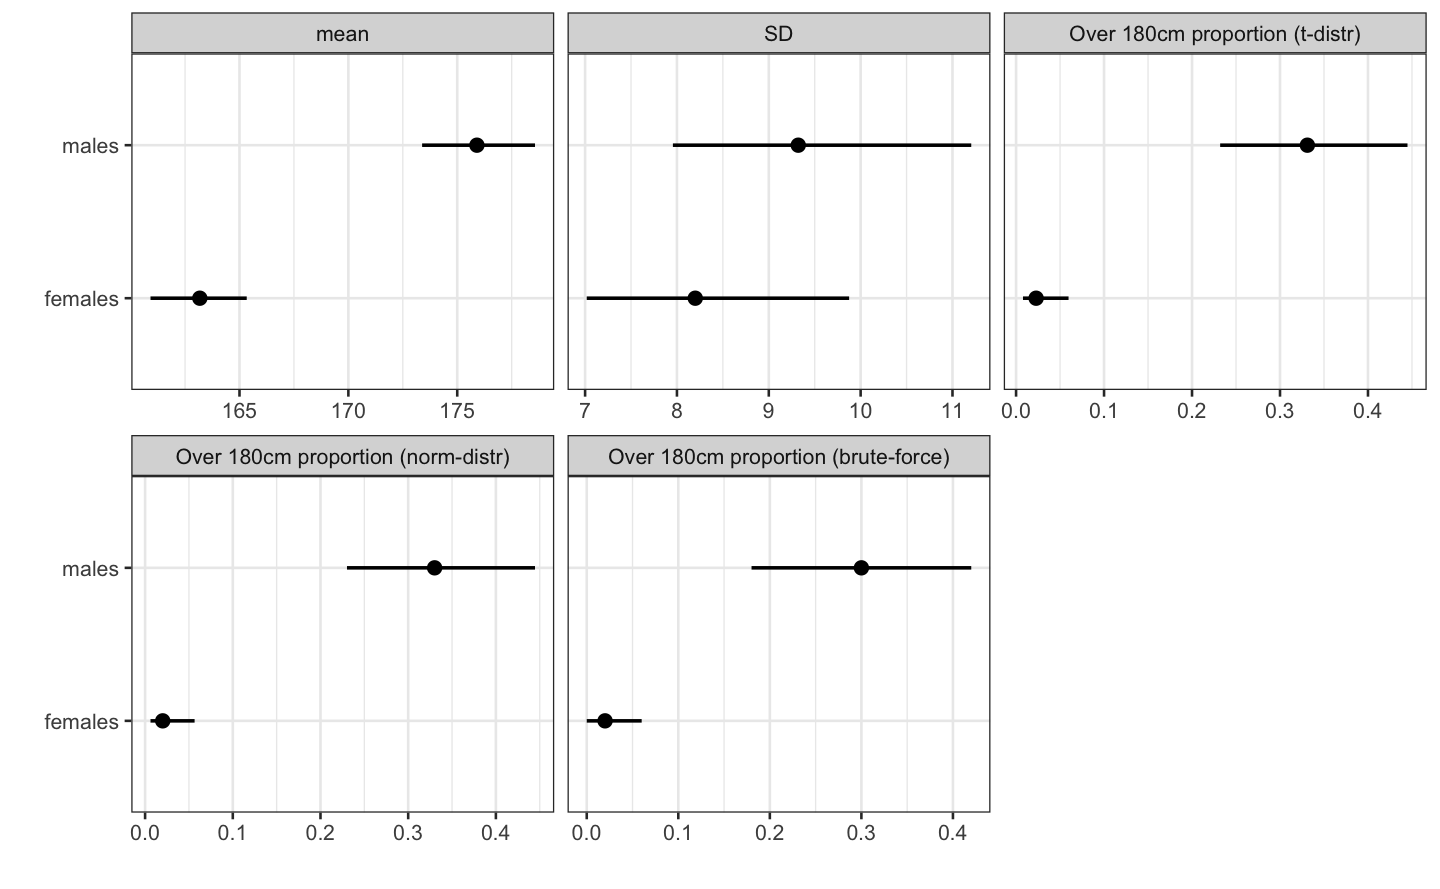 mean
SD
Over 180cm proportion (t-distr)
males
females
165 170 175
7 8 9 10 11
0.0 0.1 0.2 0.3 0.4
Over 180cm proportion (norm-distr)
Over 180cm proportion (brute-force)
males
females
0.0 0.1 0.2 0.3 0.4
0.0 0.1 0.2 0.3 0.4